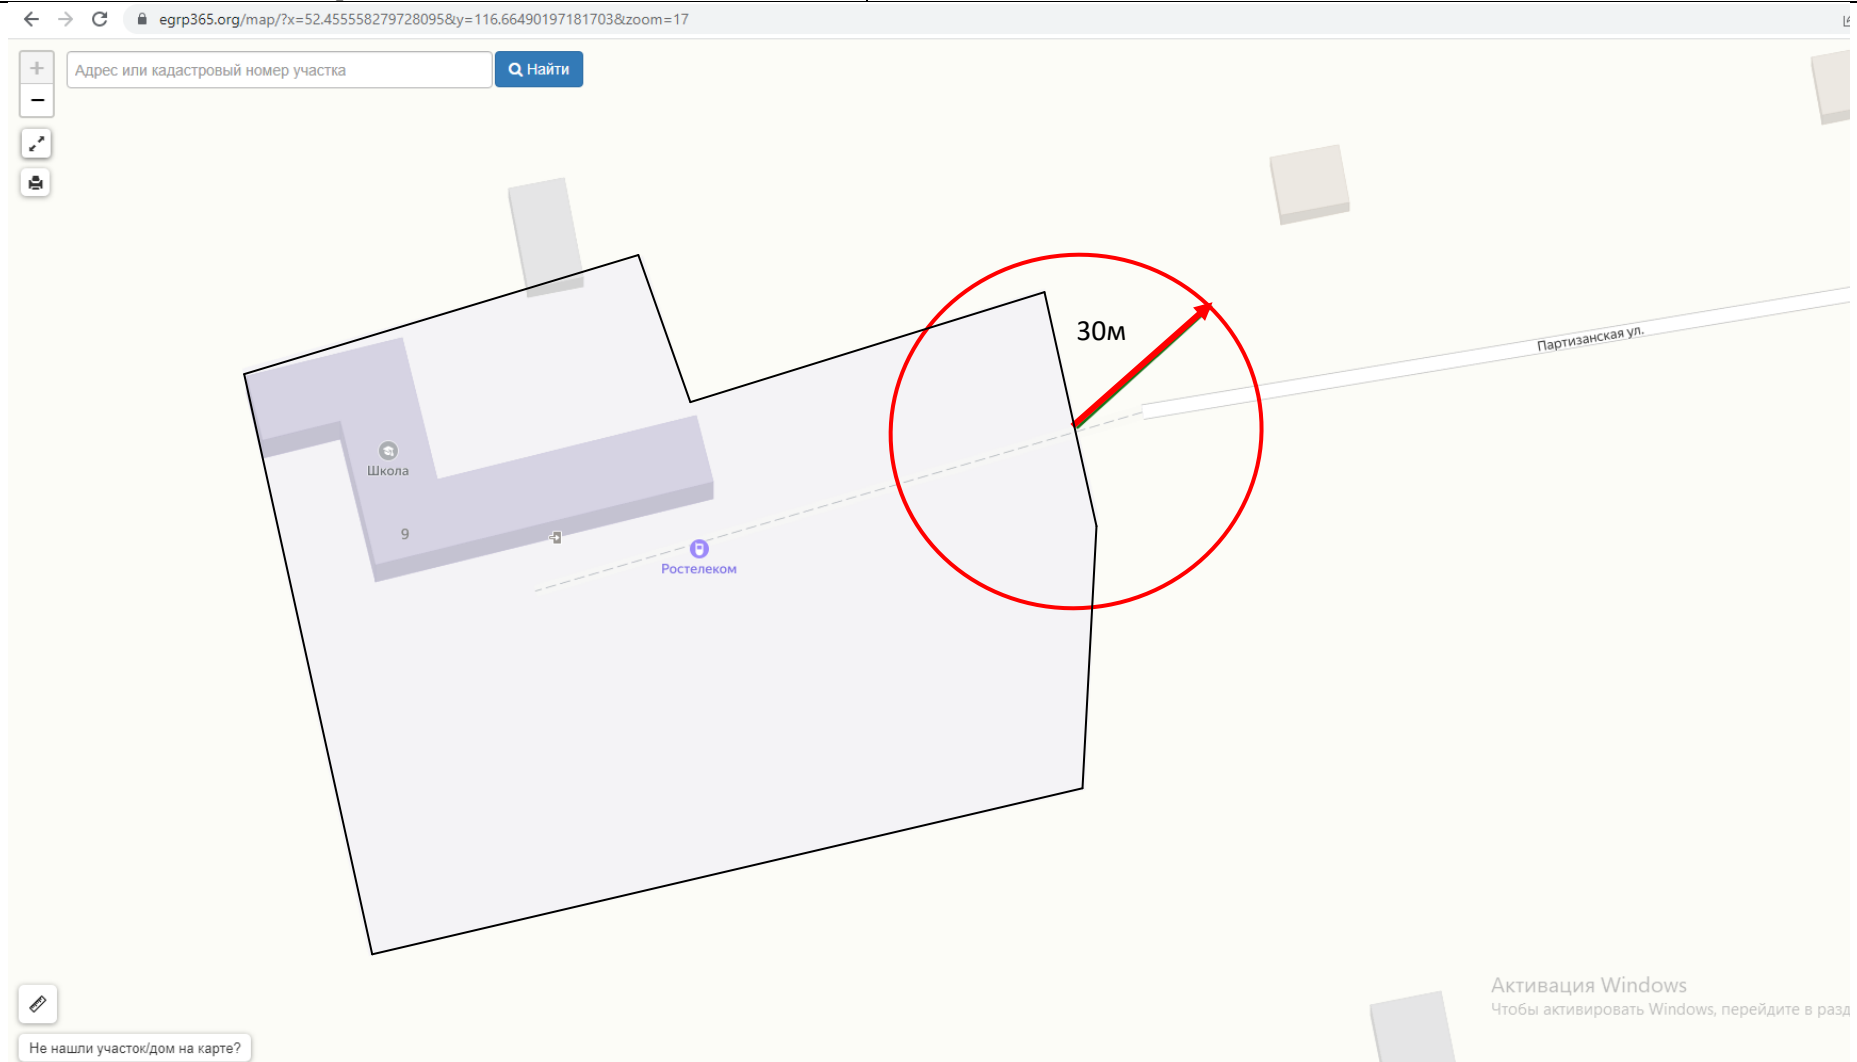 egrp365.org/map/?x=52.455558279728095&y=116.66490197181703&zoom=17
Адрес или кадастровый номер участка
Найти
30м
Партизанская ул.
Школа
9
Ростелеком
Активация Windows
Чтобы активировать Windows, перейдите в разд
Не нашли участок/дом на карте?